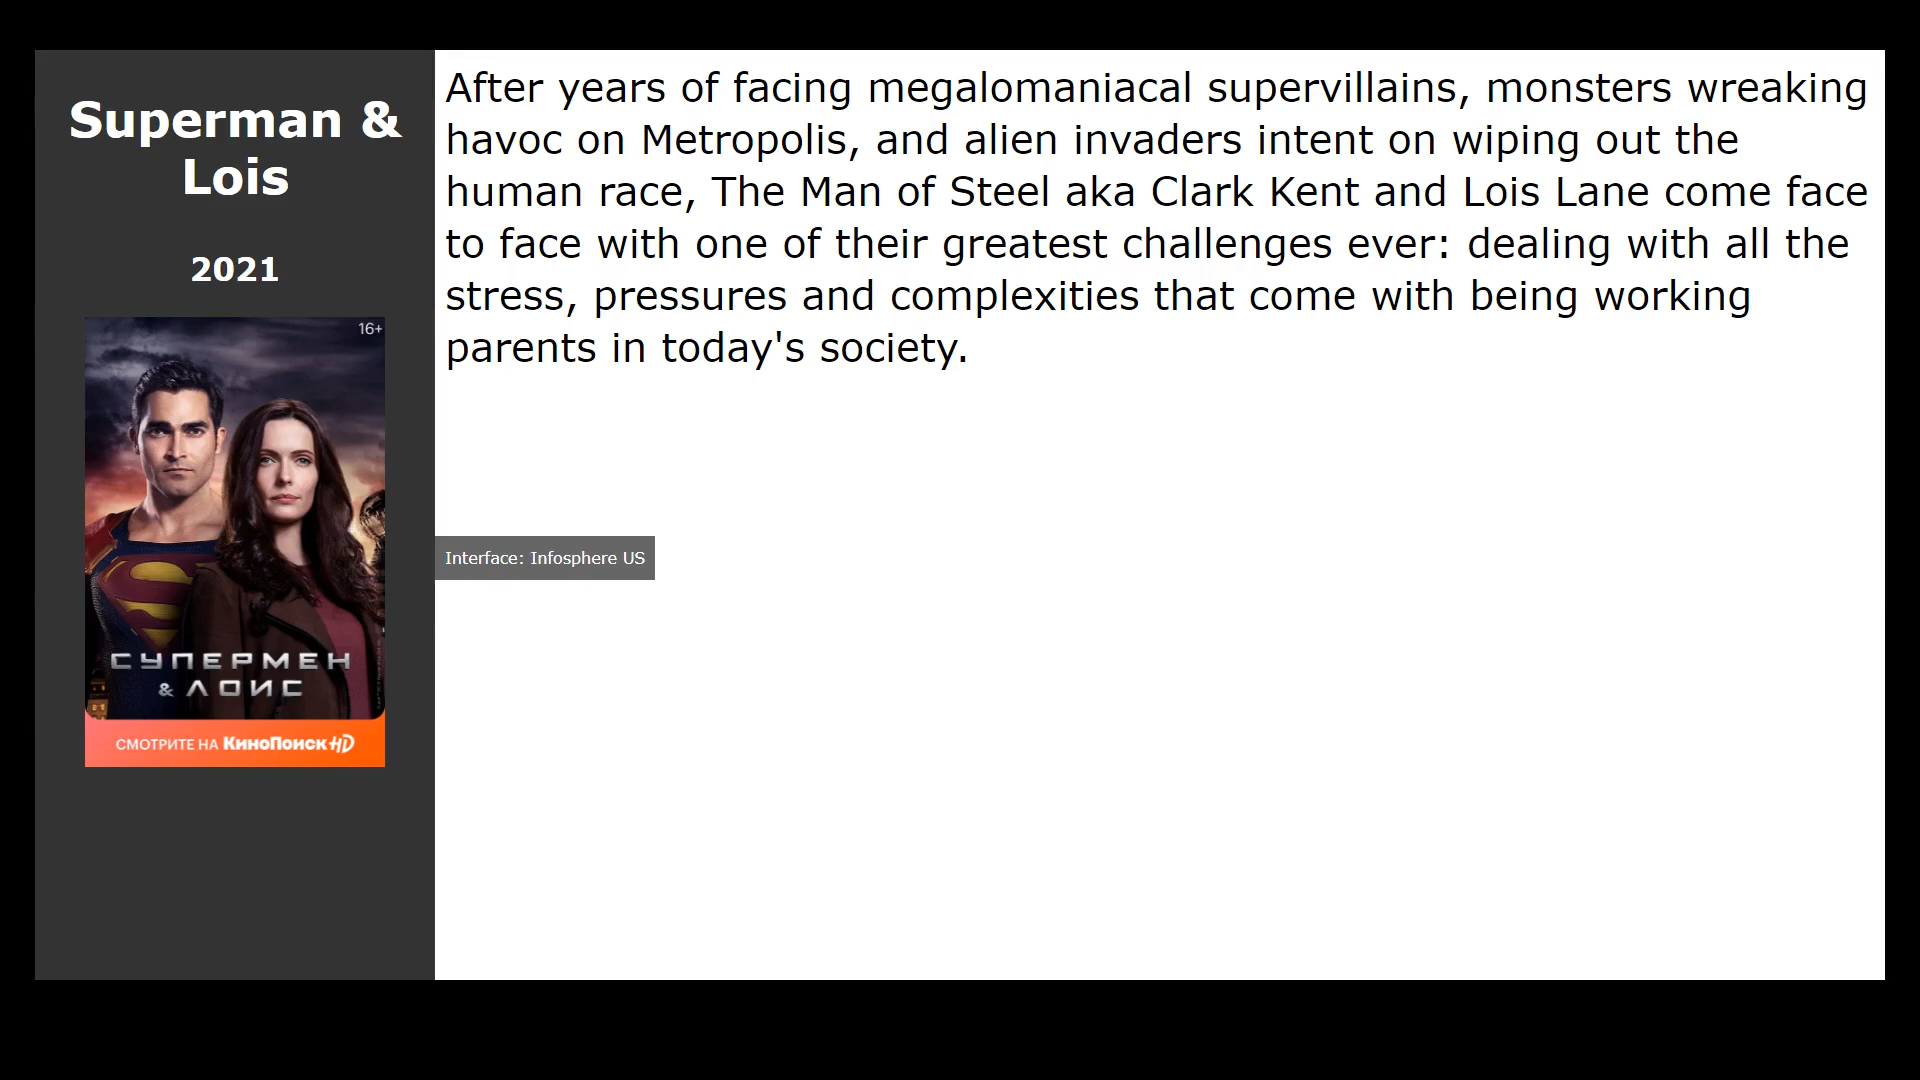 Superman &
Lois
2021
16+
СУПЕРМЕН
& ЛОИС
СМОТРИТЕ НА КиноПоиск HD
After years of facing megalomaniacal supervillains, monsters wreaking
havoc on Metropolis, and alien invaders intent on wiping out the
human race, The Man of Steel aka Clark Kent and Lois Lane come face
to face with one of their greatest challenges ever: dealing with all the
stress, pressures and complexities that come with being working
parents in today's society.
Interface: Infosphere US